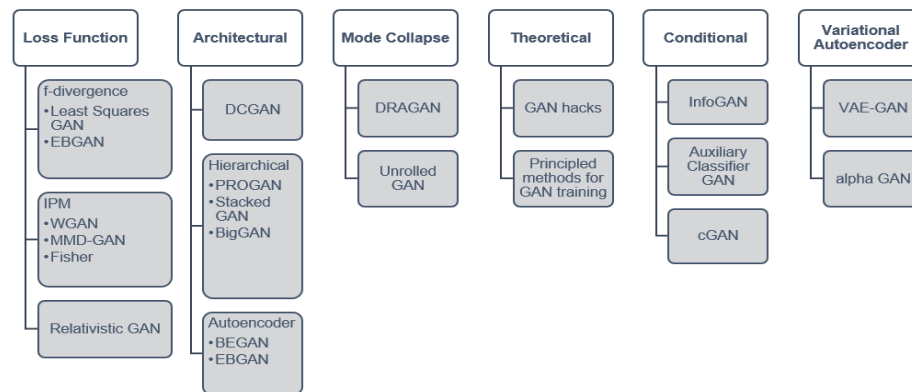 Loss Function
f-divergence
•Least Squares
GAN
•EBGAN
IPM
•WGAN
•MMD-GAN
•Fisher
Relativistic GAN
Architectural
DCGAN
Hierarchical
•PROGAN
•Stacked
GAN
•BigGAN
Autoencoder
•BEGAN
•EBGAN
Mode Collapse
DRAGAN
Unrolled
GAN
Theoretical
GAN hacks
Principled
methods for
GAN training
Conditional
InfoGAN
Auxiliary
Classifier
GAN
cGAN
Variational
Autoencoder
VAE-GAN
alpha GAN